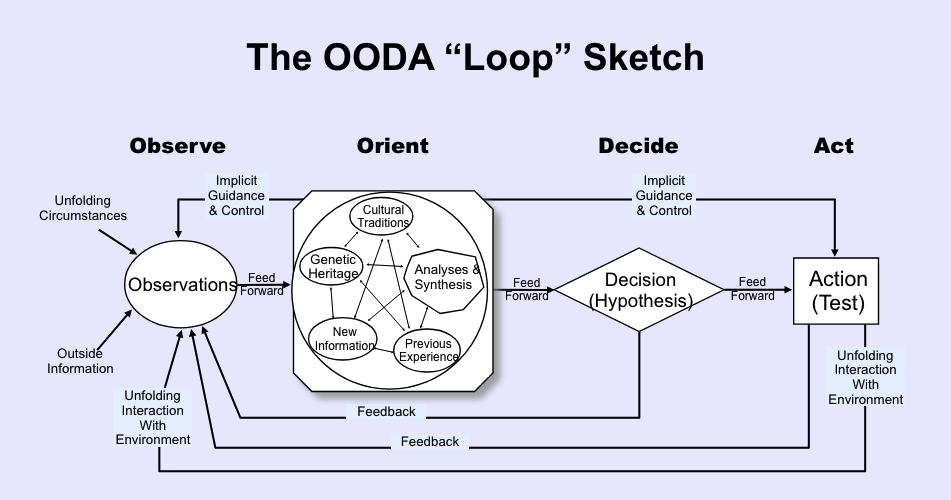 The OODA “Loop” Sketch
Observe
Orient
Decide
Act
Implicit
Guidance
& Control
Implicit
Guidance
& Control
Unfolding
Circumstances
Cultural
Traditions
Genetic
Heritage
Analyses &
Synthesis
New
Information
Previous
Experience
Observations
Feed
Forward
Feed
Forward
Decision
(Hypothesis)
Feed
Forward
Action
(Test)
Outside
Information
Unfolding
Interaction
With
Environment
Unfolding
Interaction
With
Environment
Feedback
Feedback